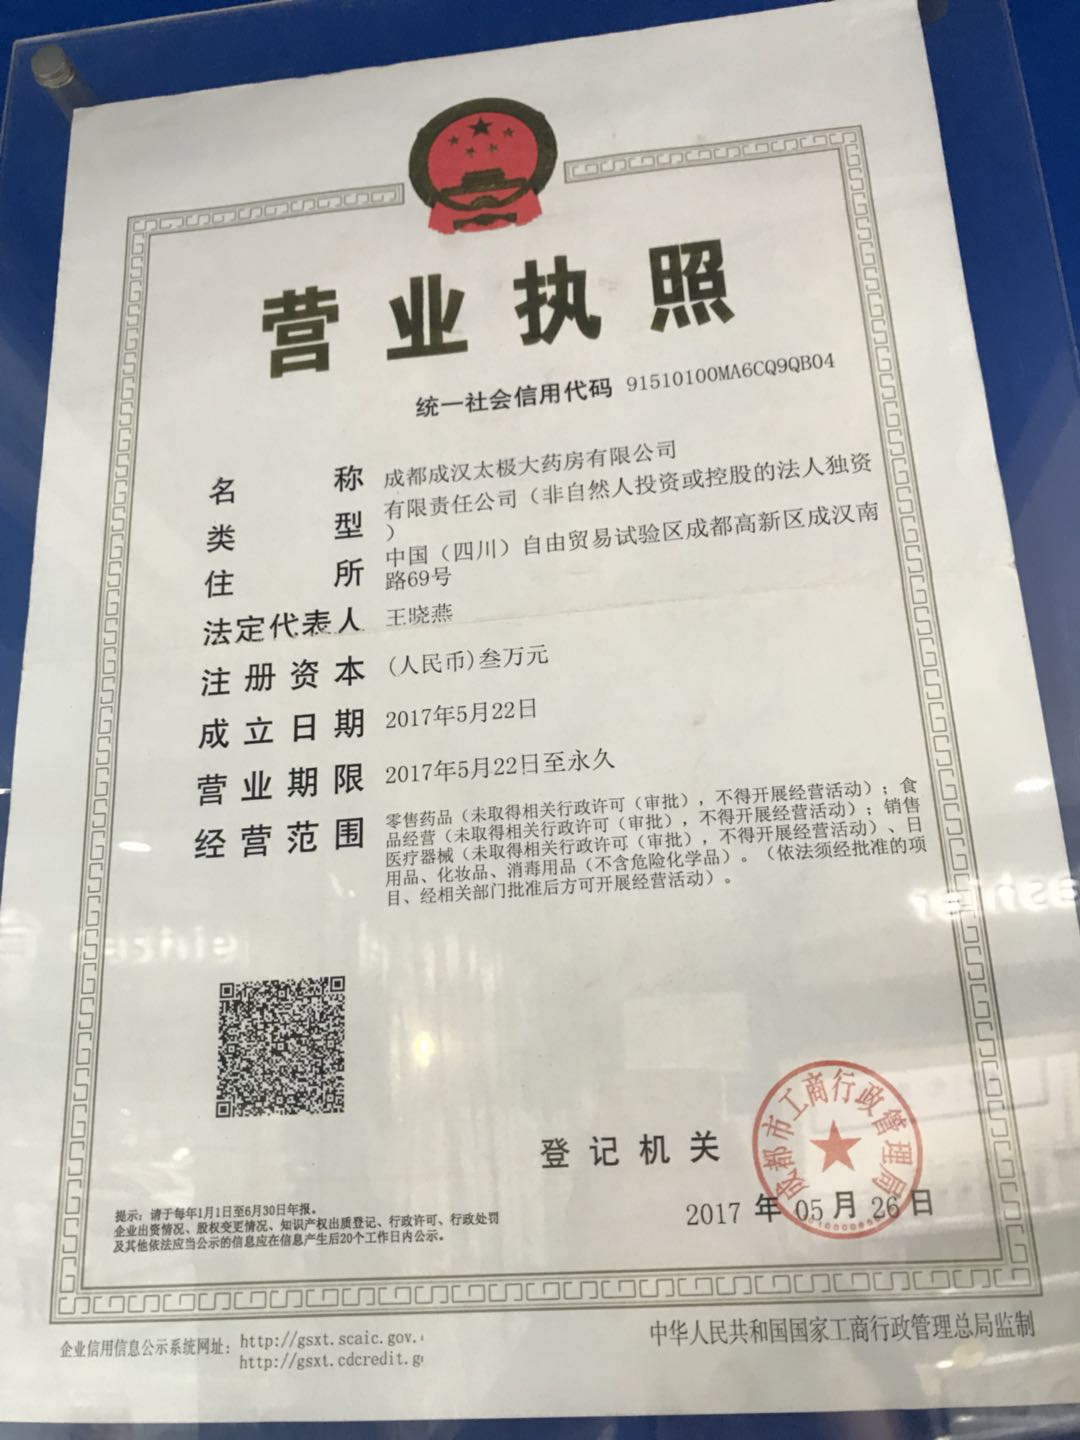 营业执照
统一社会信用代码 91510100MA6CQ9QB04
名称 成都成汉太极大药房有限公司
类型 有限责任公司（非自然人投资或控股的法人独资
）
住所 中国（四川）自由贸易试验区成都高新区成汉南
路69号
法定代表人 王晓燕
注册资本 (人民币)叁万元
成立日期 2017年5月22日
营业期限 2017年5月22日至永久
经营范围 零售药品（未取得相关行政许可（审批），不得开展经营活动）；食
品经营（未取得相关行政许可（审批），不得开展经营活动）；销售
医疗器械（未取得相关行政许可（审批），不得开展经营活动）、日
用品、化妆品、消毒用品（不含危险化学品）。（依法须经批准的项
目、经相关部门批准后方可开展经营活动）。
登记机关
成都市工商行政管理局
2017 年 05 月 26 日
提示：请于每年1月1日至6月30日年报。
企业出资情况、股权变更情况、知识产权出质登记、行政许可、行政处罚
及其他依法应当公示的信息应在信息产生后20个工作日内公示。
企业信用信息公示系统网址： http://gsxt.scaic.gov.
http://gsxt.cdcredit.g
中华人民共和国国家工商行政管理总局监制